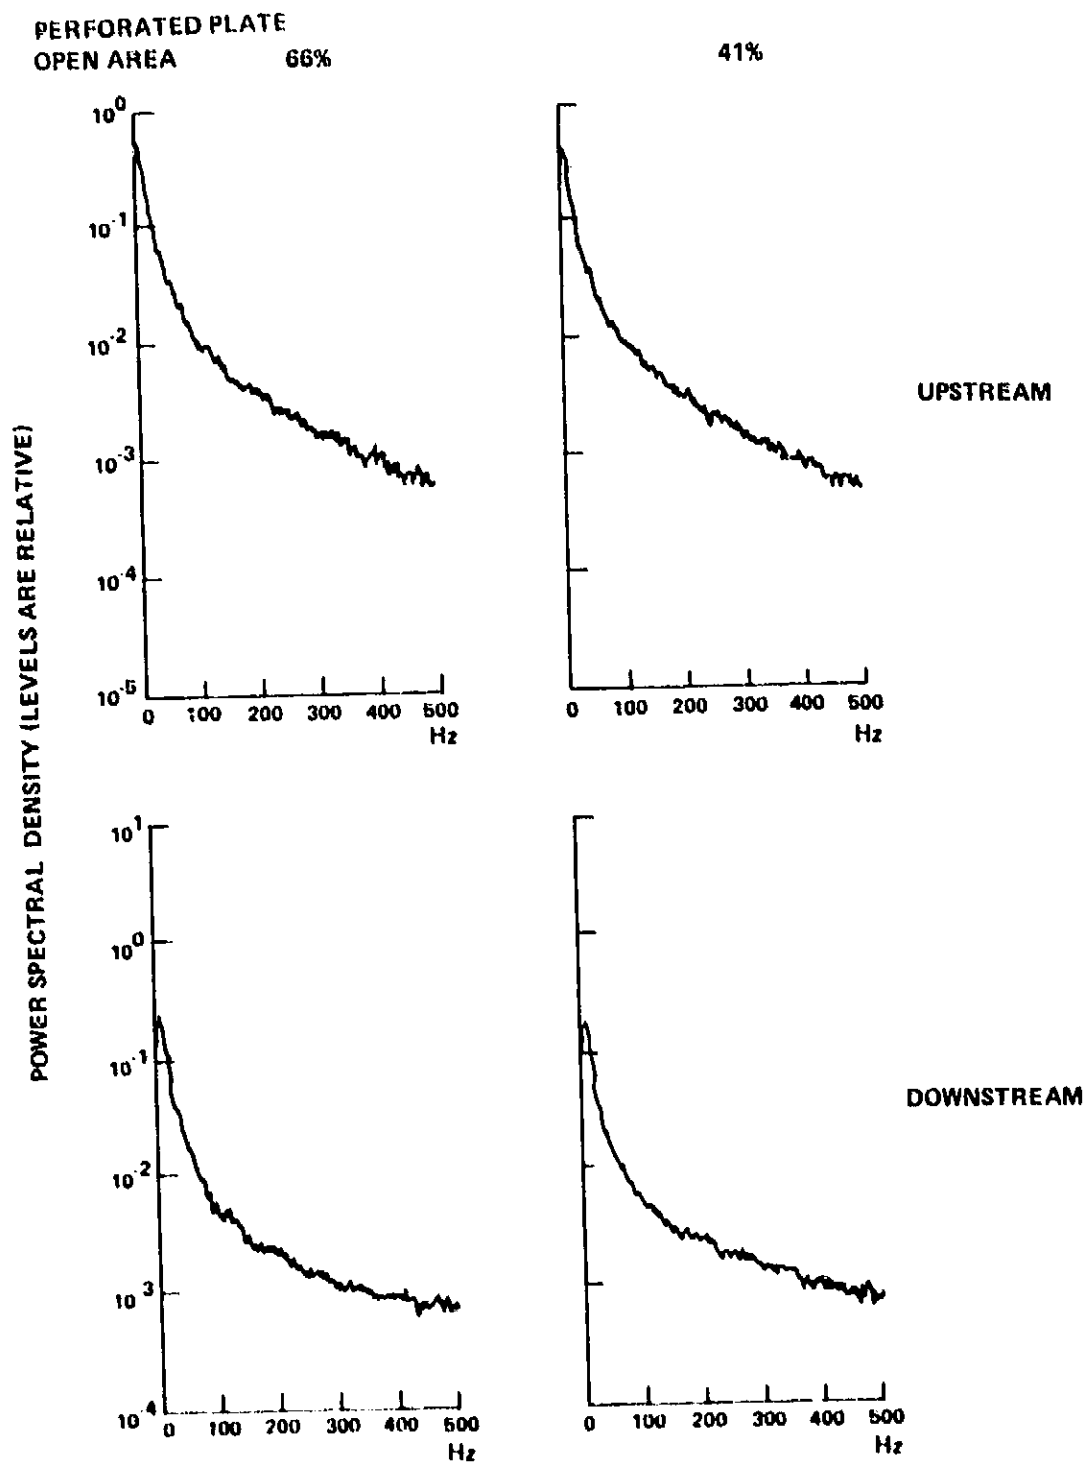 PERFORATED PLATE
OPEN AREA 66% 41%
10^0
10^-1
10^-2
10^-3
10^-4
10^-5
0 100 200 300 400 500
Hz
0 100 200 300 400 500
Hz
UPSTREAM
POWER SPECTRAL DENSITY (LEVELS ARE RELATIVE)
10^1
10^0
10^-1
10^-2
10^-3
10^-4
0 100 200 300 400 500
Hz
0 100 200 300 400 500
Hz
DOWNSTREAM